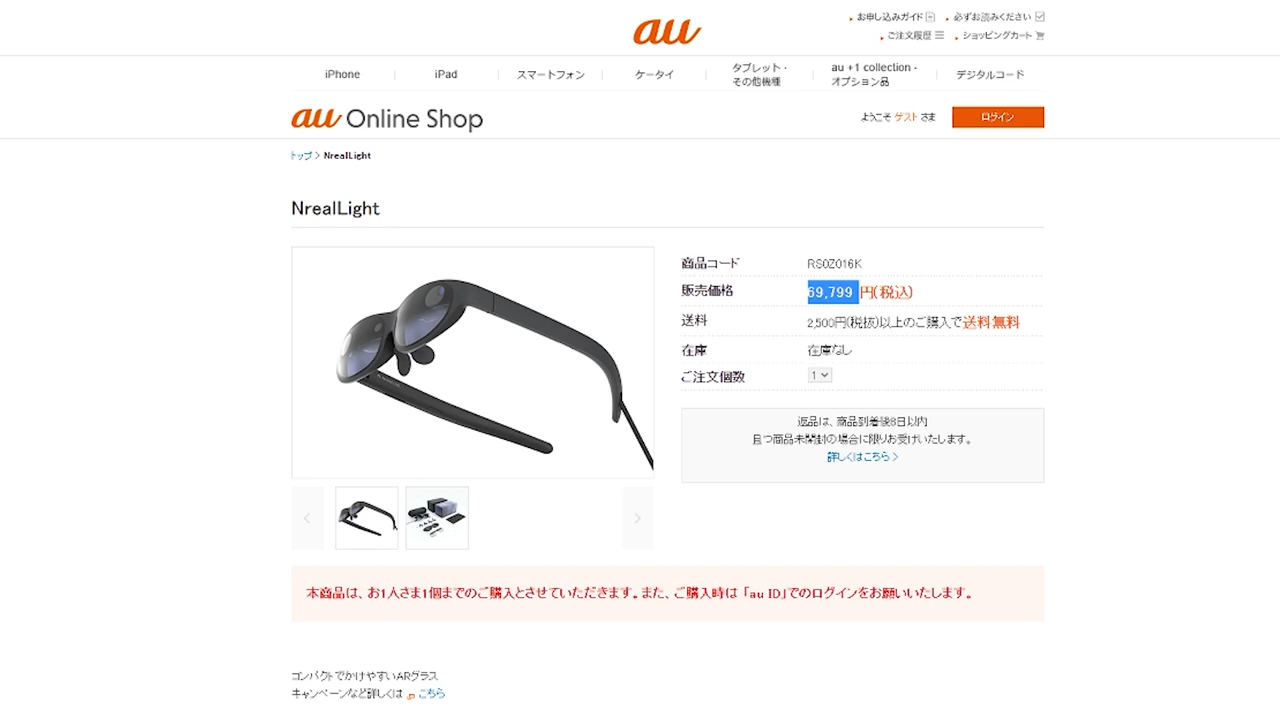 au
お申し込みガイド
必ずお読みください
ご注文履歴
ショッピングカート
iPhone
iPad
スマートフォン
ケータイ
タブレット・
その他機種
au +1 collection・
オプション品
デジタルコード
au Online Shop
ようこそ ゲスト さま
ログイン
トップ > NrealLight
NrealLight
商品コード RS0Z016K
販売価格 69,799 円(税込)
送料 2,500円(税抜)以上のご購入で送料無料
在庫 在庫なし
ご注文個数 1
返品は、商品到着後8日以内
且つ商品未開封の場合に限りお受けいたします。
詳しくはこちら >
本商品は、お1人さま1個までのご購入とさせていただきます。また、ご購入時は「au ID」でのログインをお願いいたします。
コンパクトでかけやすいARグラス
キャンペーンなど詳しくは こちら